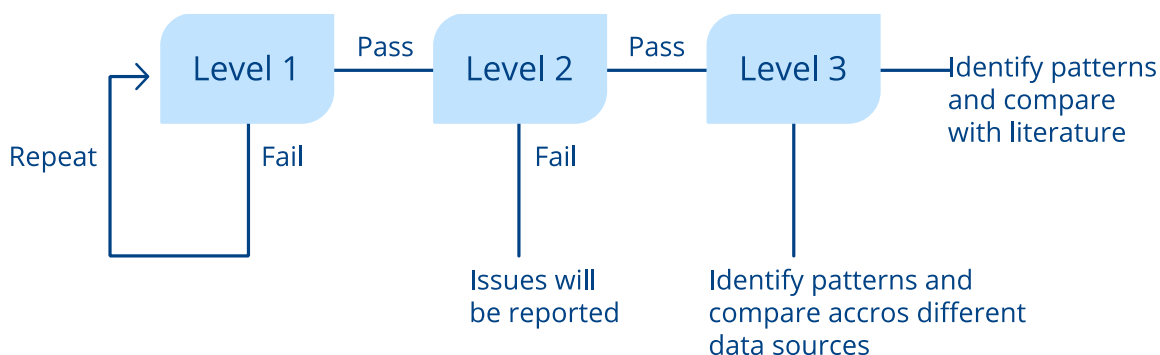 Level 1
Pass
Level 2
Pass
Level 3
Identify patterns
and compare
with literature
Repeat
Fail
Fail
Issues will
be reported
Identify patterns and
compare accros different
data sources